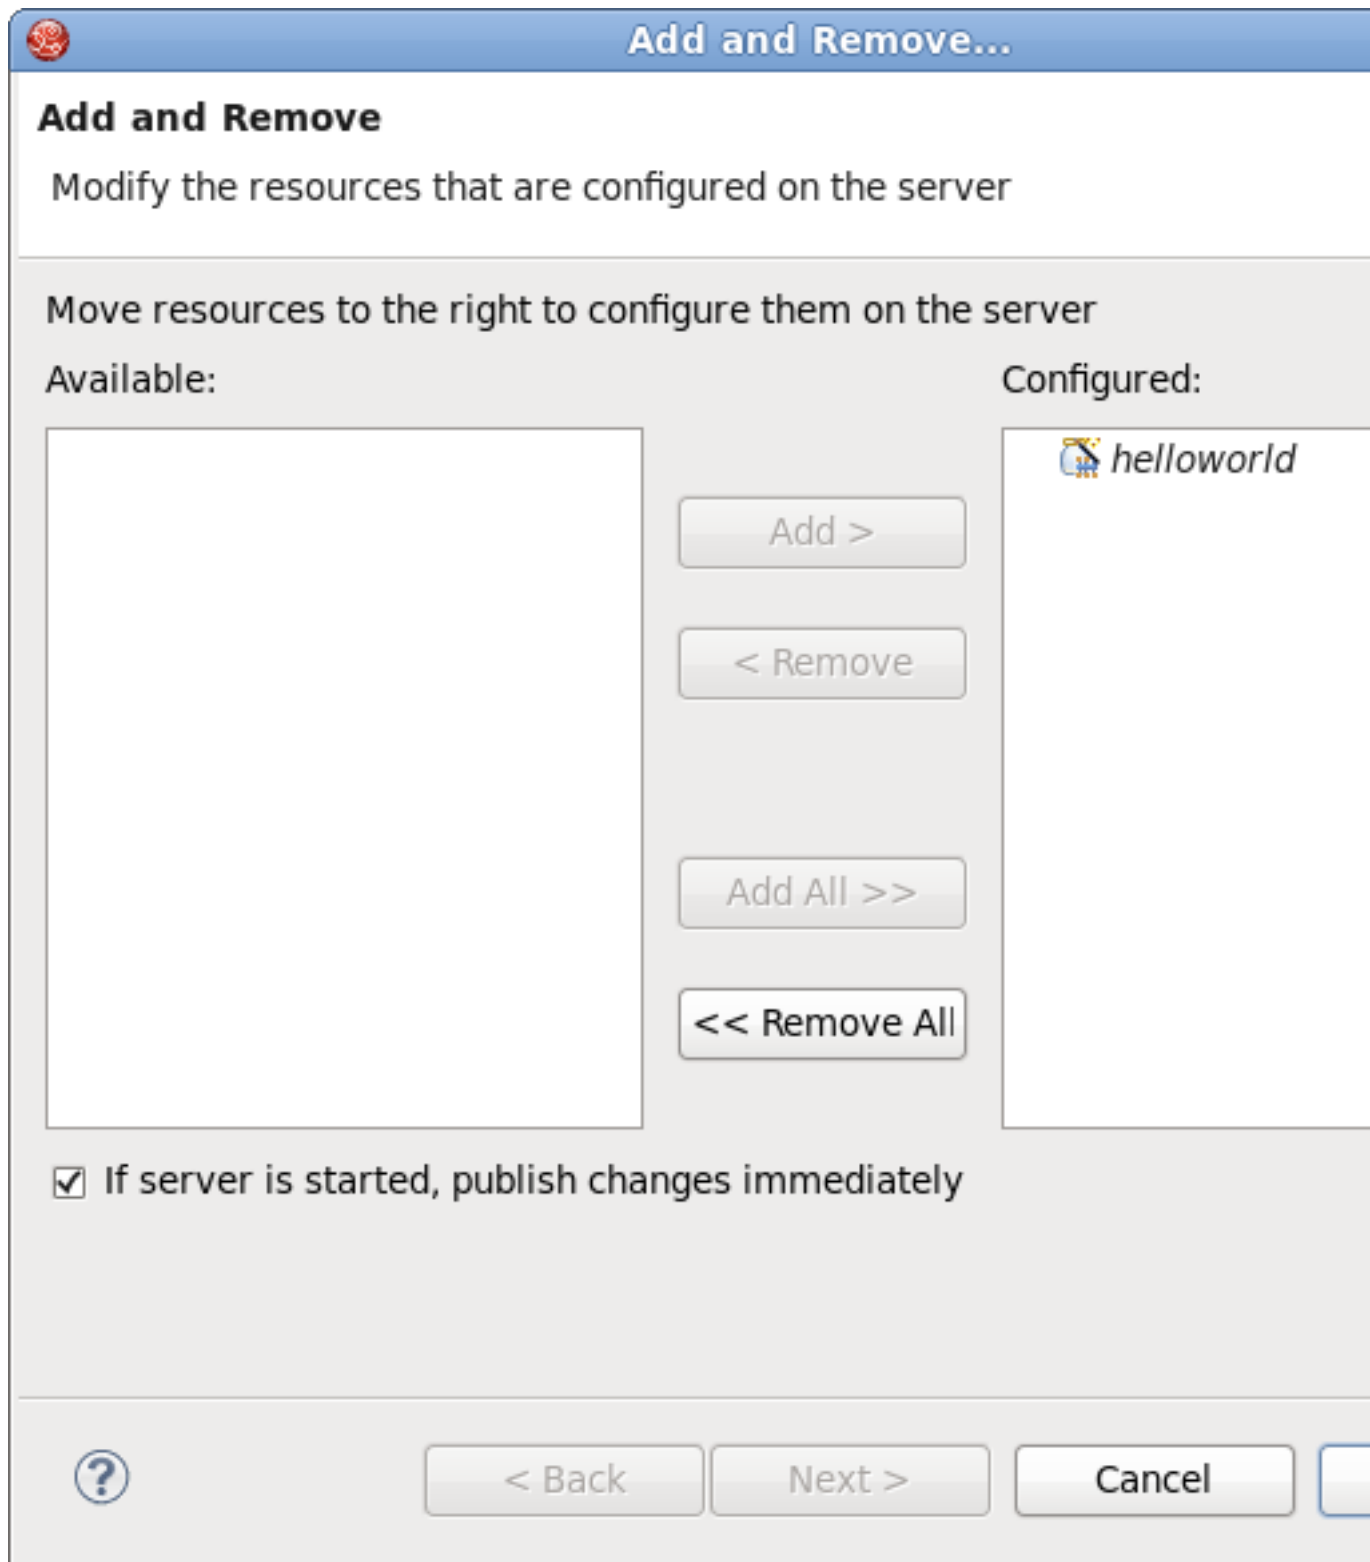 Add and Remove...
Add and Remove
Modify the resources that are configured on the server
Move resources to the right to configure them on the server
Available:
Configured:
helloworld
Add >
< Remove
Add All >>
<< Remove All
If server is started, publish changes immediately
?
< Back
Next >
Cancel